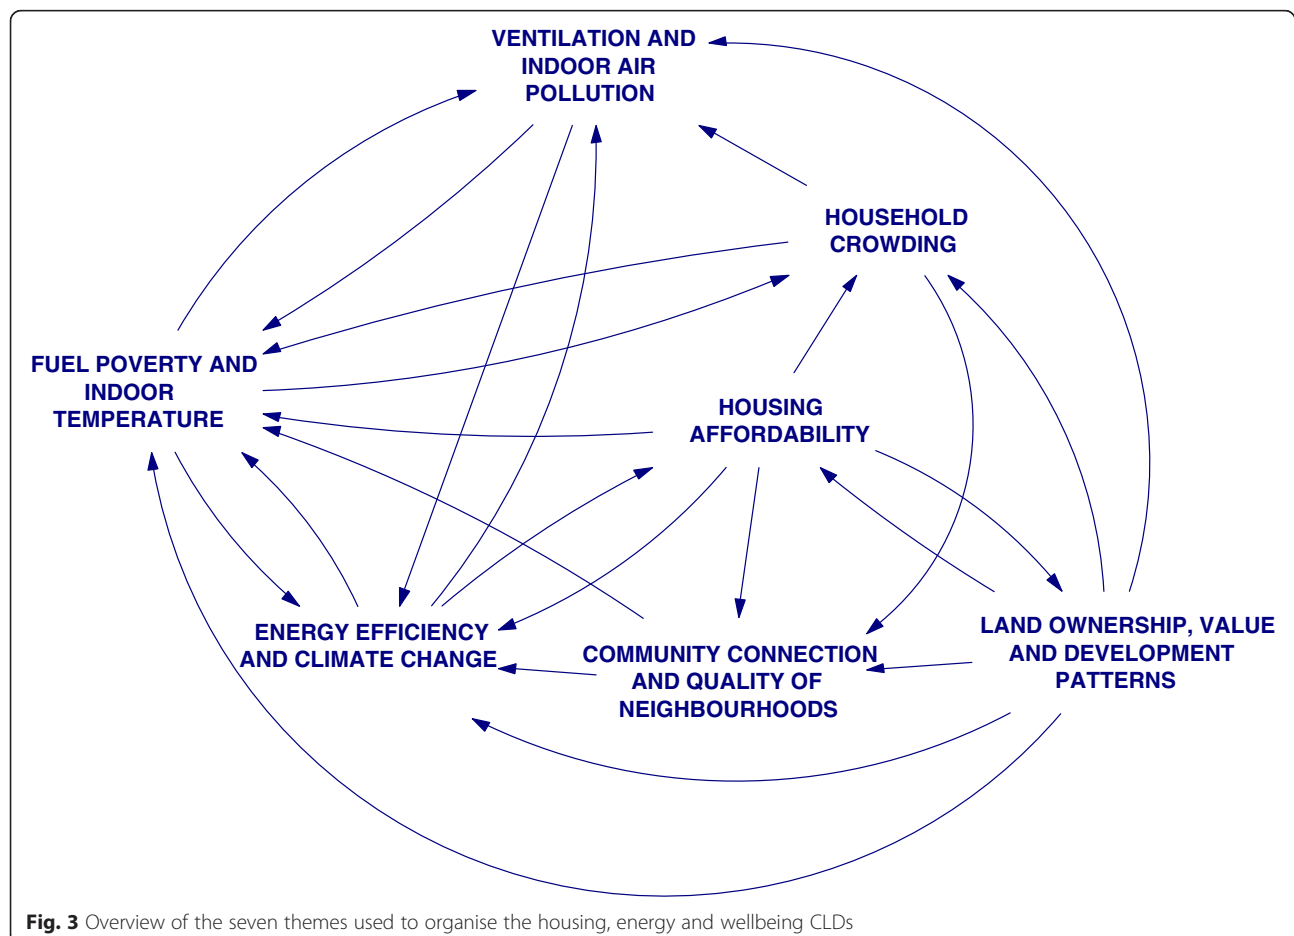 VENTILATION AND
INDOOR AIR
POLLUTION
HOUSEHOLD
CROWDING
FUEL POVERTY AND
INDOOR
TEMPERATURE
HOUSING
AFFORDABILITY
ENERGY EFFICIENCY
AND CLIMATE CHANGE
COMMUNITY CONNECTION
AND QUALITY OF
NEIGHBOURHOODS
LAND OWNERSHIP, VALUE
AND DEVELOPMENT
PATTERNS
Fig. 3 Overview of the seven themes used to organise the housing, energy and wellbeing CLDs